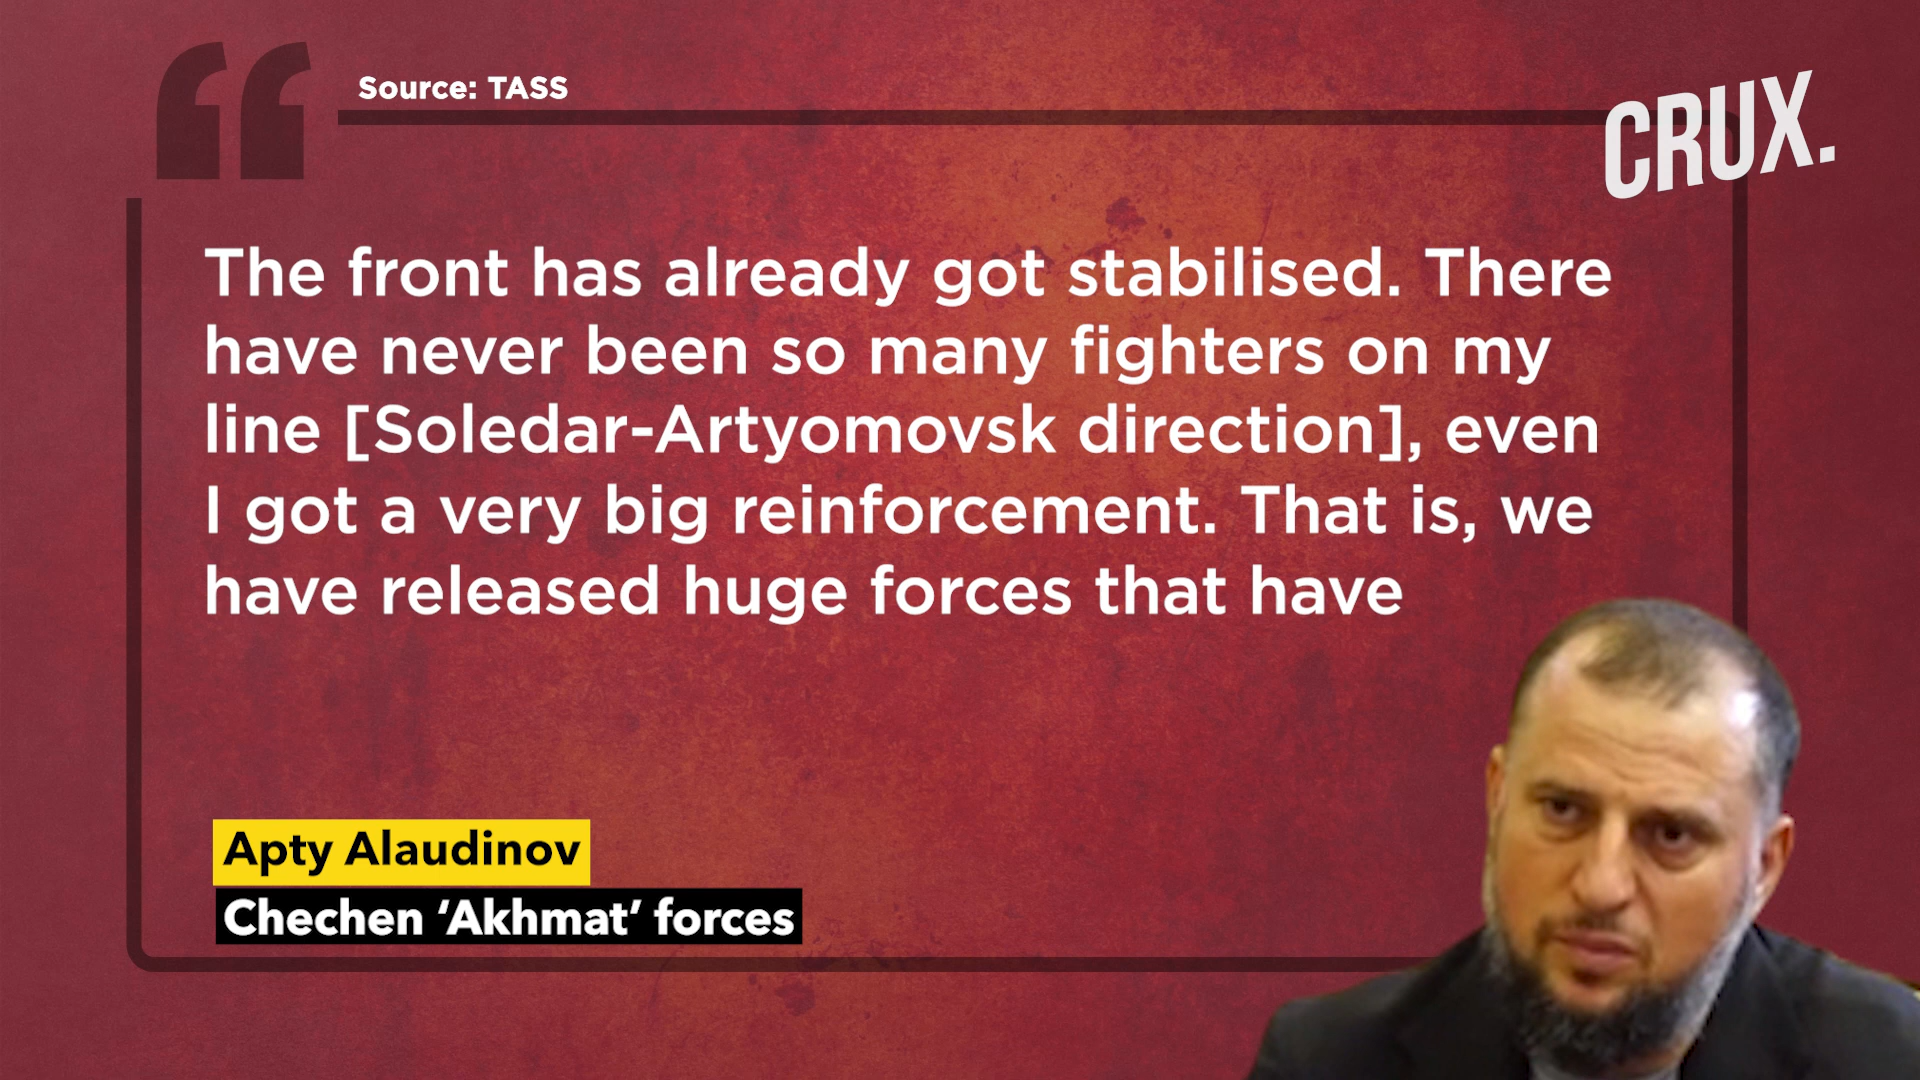 Source: TASS
CRUX.
The front has already got stabilised. There
have never been so many fighters on my
line [Soledar-Artyomovsk direction], even
I got a very big reinforcement. That is, we
have released huge forces that have
Apty Alaudinov
Chechen ‘Akhmat’ forces